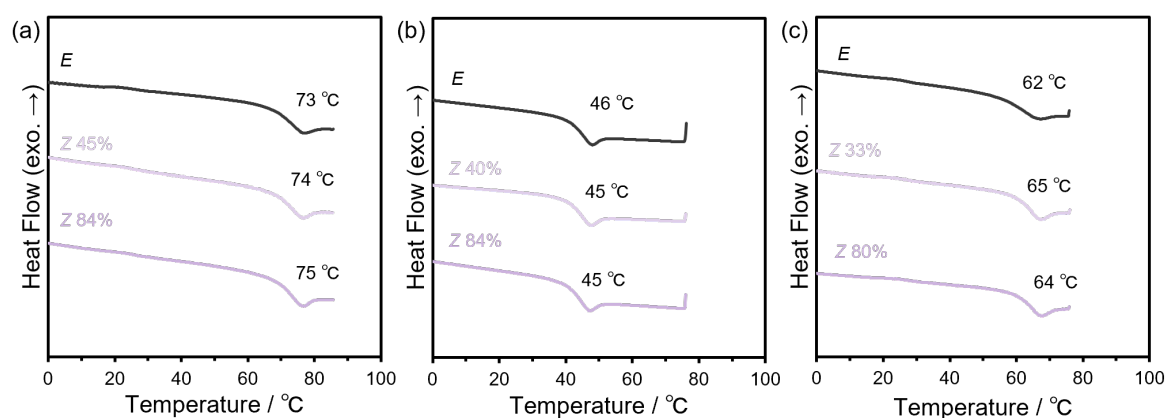 (a)
E
73 °C
Z 45%
74 °C
Z 84%
75 °C
Heat Flow (exo. →)
0 20 40 60 80 100
Temperature / °C
(b)
E
46 °C
Z 40%
45 °C
Z 84%
45 °C
Heat Flow (exo. →)
0 20 40 60 80 100
Temperature / °C
(c)
E
62 °C
Z 33%
65 °C
Z 80%
64 °C
Heat Flow (exo. →)
0 20 40 60 80 100
Temperature / °C